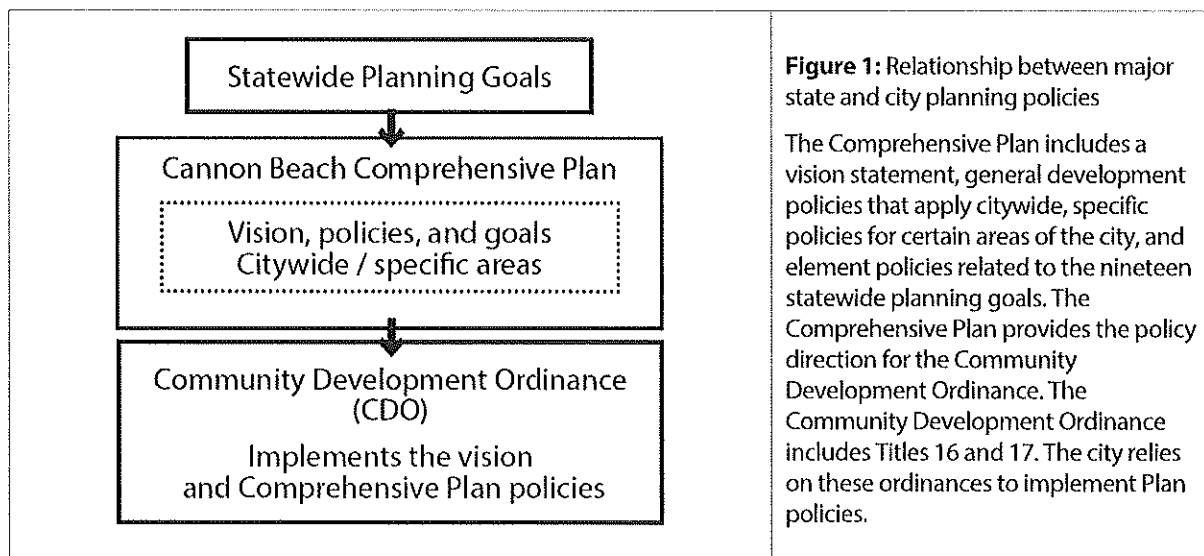 Statewide Planning Goals
Cannon Beach Comprehensive Plan
Vision, policies, and goals
Citywide / specific areas
Community Development Ordinance
(CDO)
Implements the vision
and Comprehensive Plan policies
Figure 1: Relationship between major
state and city planning policies
The Comprehensive Plan includes a
vision statement, general development
policies that apply citywide, specific
policies for certain areas of the city, and
element policies related to the nineteen
statewide planning goals. The
Comprehensive Plan provides the policy
direction for the Community
Development Ordinance. The
Community Development Ordinance
includes Titles 16 and 17. The city relies
on these ordinances to implement Plan
policies.